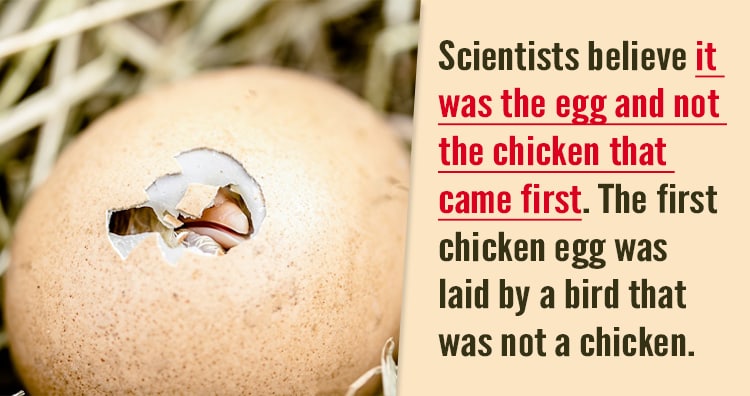 Scientists believe it
was the egg and not
the chicken that
came first. The first
chicken egg was
laid by a bird that
was not a chicken.